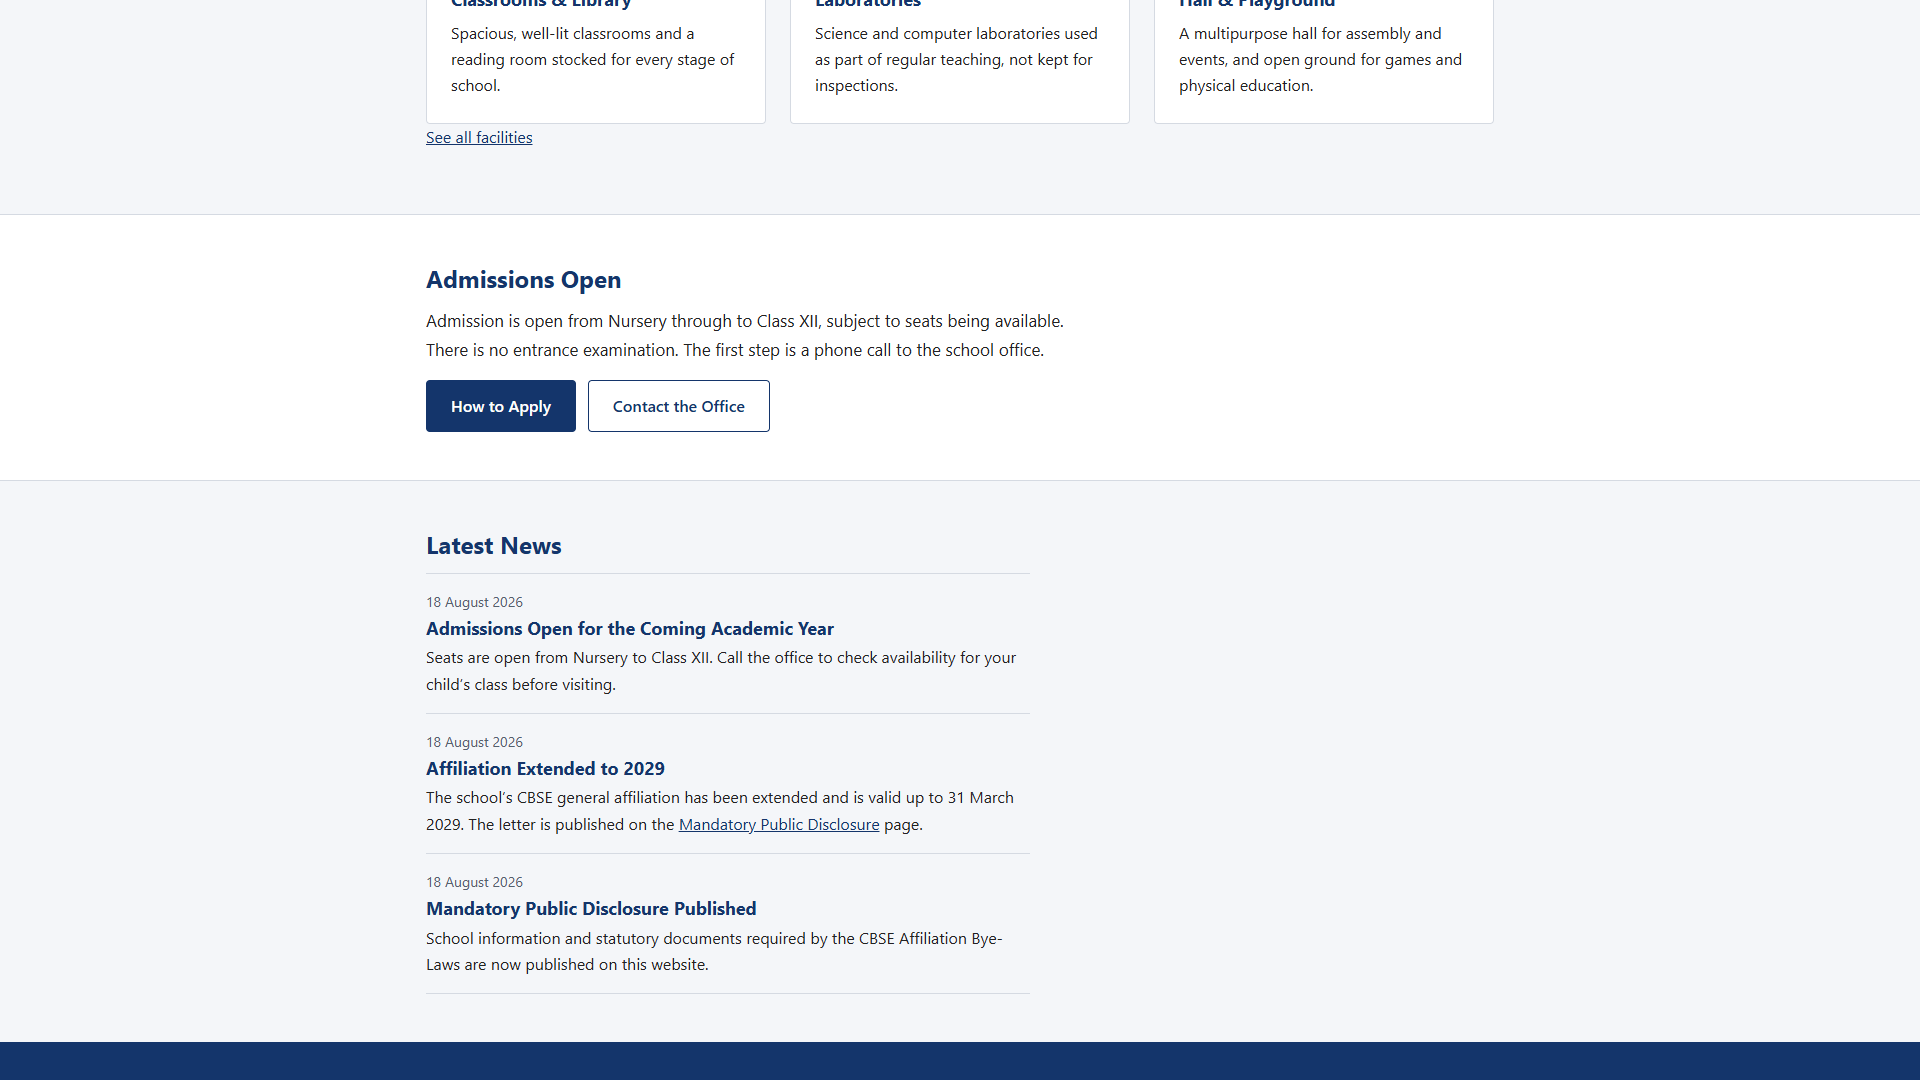 Classrooms & Library
Spacious, well-lit classrooms and a
reading room stocked for every stage of
school.
Laboratories
Science and computer laboratories used
as part of regular teaching, not kept for
inspections.
Hall & Playground
A multipurpose hall for assembly and
events, and open ground for games and
physical education.
See all facilities
Admissions Open
Admission is open from Nursery through to Class XII, subject to seats being available.
There is no entrance examination. The first step is a phone call to the school office.
How to Apply
Contact the Office
Latest News
18 August 2026
Admissions Open for the Coming Academic Year
Seats are open from Nursery to Class XII. Call the office to check availability for your
child’s class before visiting.
18 August 2026
Affiliation Extended to 2029
The school’s CBSE general affiliation has been extended and is valid up to 31 March
2029. The letter is published on the Mandatory Public Disclosure page.
18 August 2026
Mandatory Public Disclosure Published
School information and statutory documents required by the CBSE Affiliation Bye-
Laws are now published on this website.